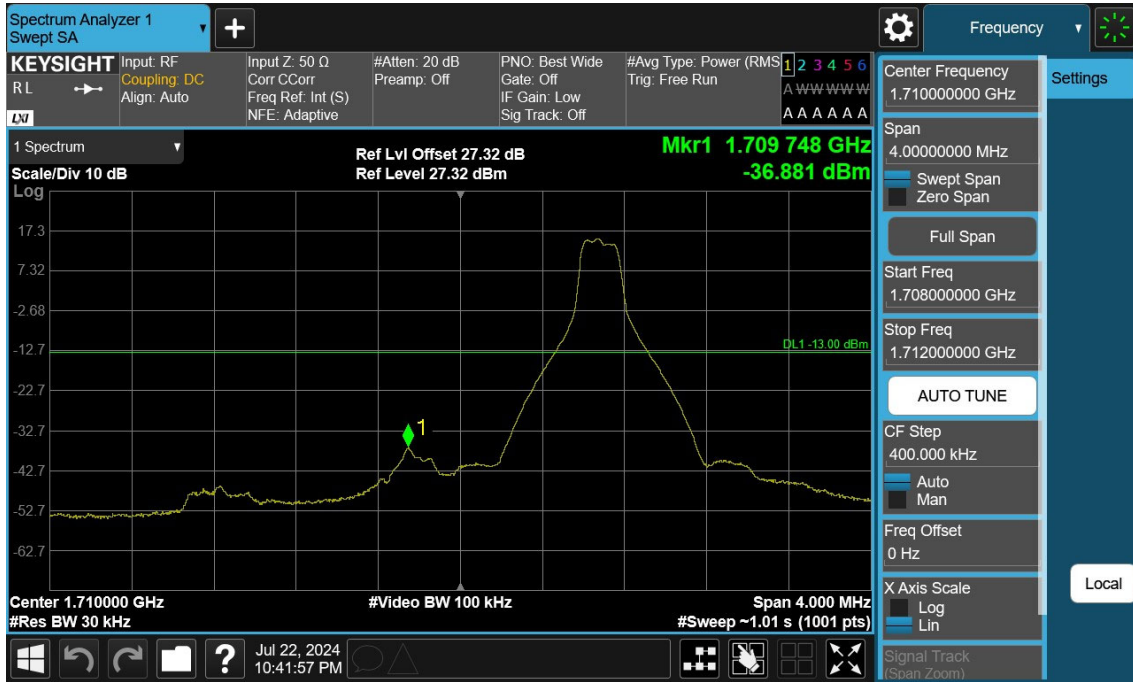 Spectrum Analyzer 1
Swept SA
Frequency
KEYSIGHT
R L
LXI
Input: RF
Coupling: DC
Align: Auto
Input Z: 50 Ω
Corr CCorr
Freq Ref: Int (S)
NFE: Adaptive
#Atten: 20 dB
Preamp: Off
PNO: Best Wide
Gate: Off
IF Gain: Low
Sig Track: Off
#Avg Type: Power (RMS
Trig: Free Run
1 2 3 4 5 6
A W W W W W
A A A A A A
1 Spectrum
Scale/Div 10 dB
Log
Ref Lvl Offset 27.32 dB
Ref Level 27.32 dBm
Mkr1 1.709 748 GHz
-36.881 dBm
17.3
7.32
-2.68
-12.7
-22.7
-32.7
-42.7
-52.7
-62.7
DL1 -13.00 dBm
1
Center 1.710000 GHz
#Res BW 30 kHz
#Video BW 100 kHz
Span 4.000 MHz
#Sweep ~1.01 s (1001 pts)
Jul 22, 2024
10:41:57 PM
?
Center Frequency
1.710000000 GHz
Span
4.00000000 MHz
Swept Span
Zero Span
Full Span
Start Freq
1.708000000 GHz
Stop Freq
1.712000000 GHz
AUTO TUNE
CF Step
400.000 kHz
Auto
Man
Freq Offset
0 Hz
X Axis Scale
Log
Lin
Signal Track
(Span Zoom)
Settings
Local